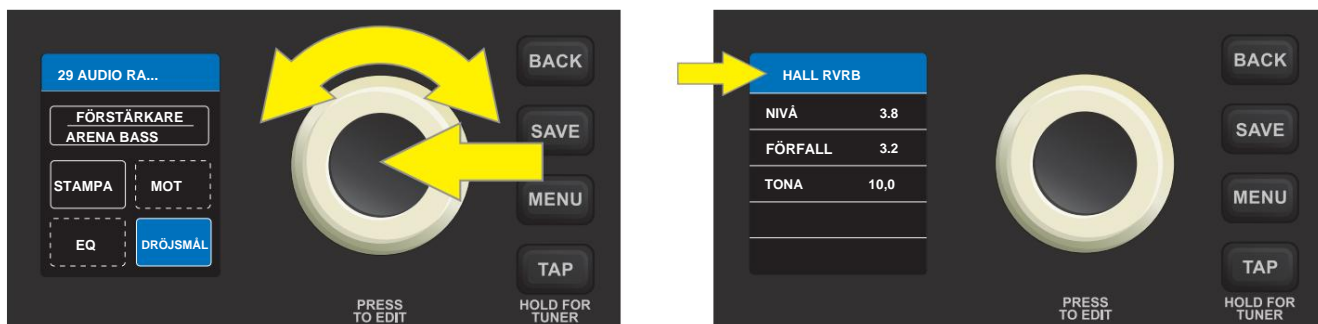 29 AUDIO RA...
FÖRSTÄRKARE
ARENA BASS
STAMPA
MOT
EQ
DRÖJSMÅL
PRESS
TO EDIT
BACK
SAVE
MENU
TAP
HOLD FOR
TUNER
HALL RVRB
NIVÅ 3.8
FÖRFALL 3.2
TONA 10,0
PRESS
TO EDIT
BACK
SAVE
MENU
TAP
HOLD FOR
TUNER